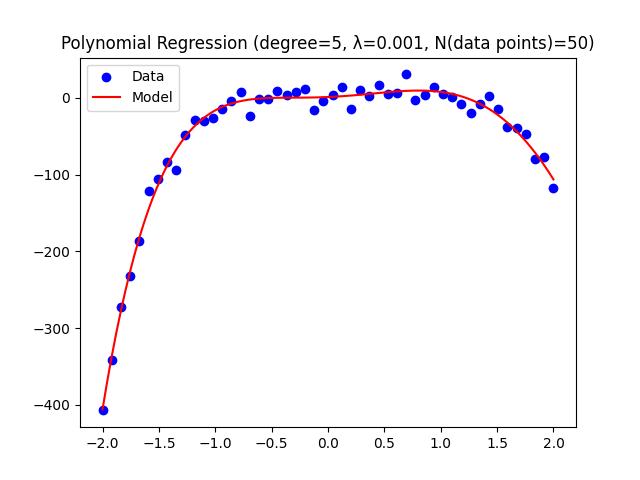 Polynomial Regression (degree=5, λ=0.001, N(data points)=50)
Data
Model
0
−100
−200
−300
−400
−2.0 −1.5 −1.0 −0.5 0.0 0.5 1.0 1.5 2.0